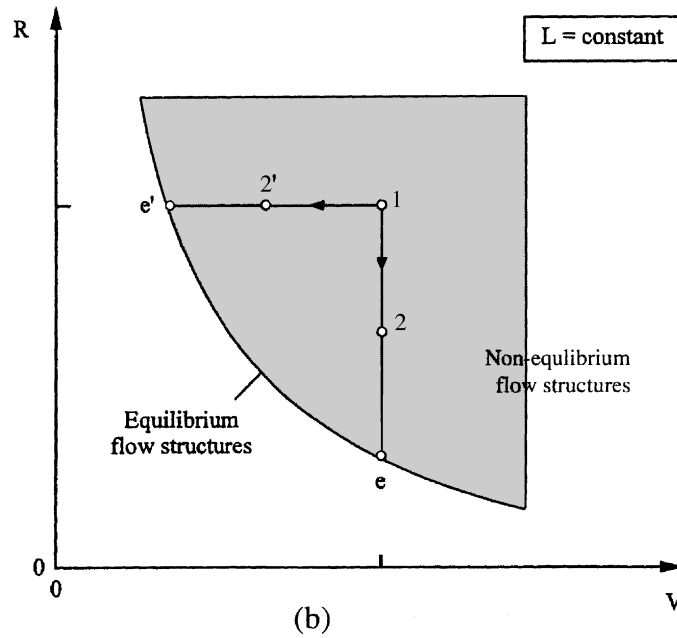 R
L = constant
2'
e'
1
2
Non-equlibrium
flow structures
Equilibrium
flow structures
e
0
0
V
(b)